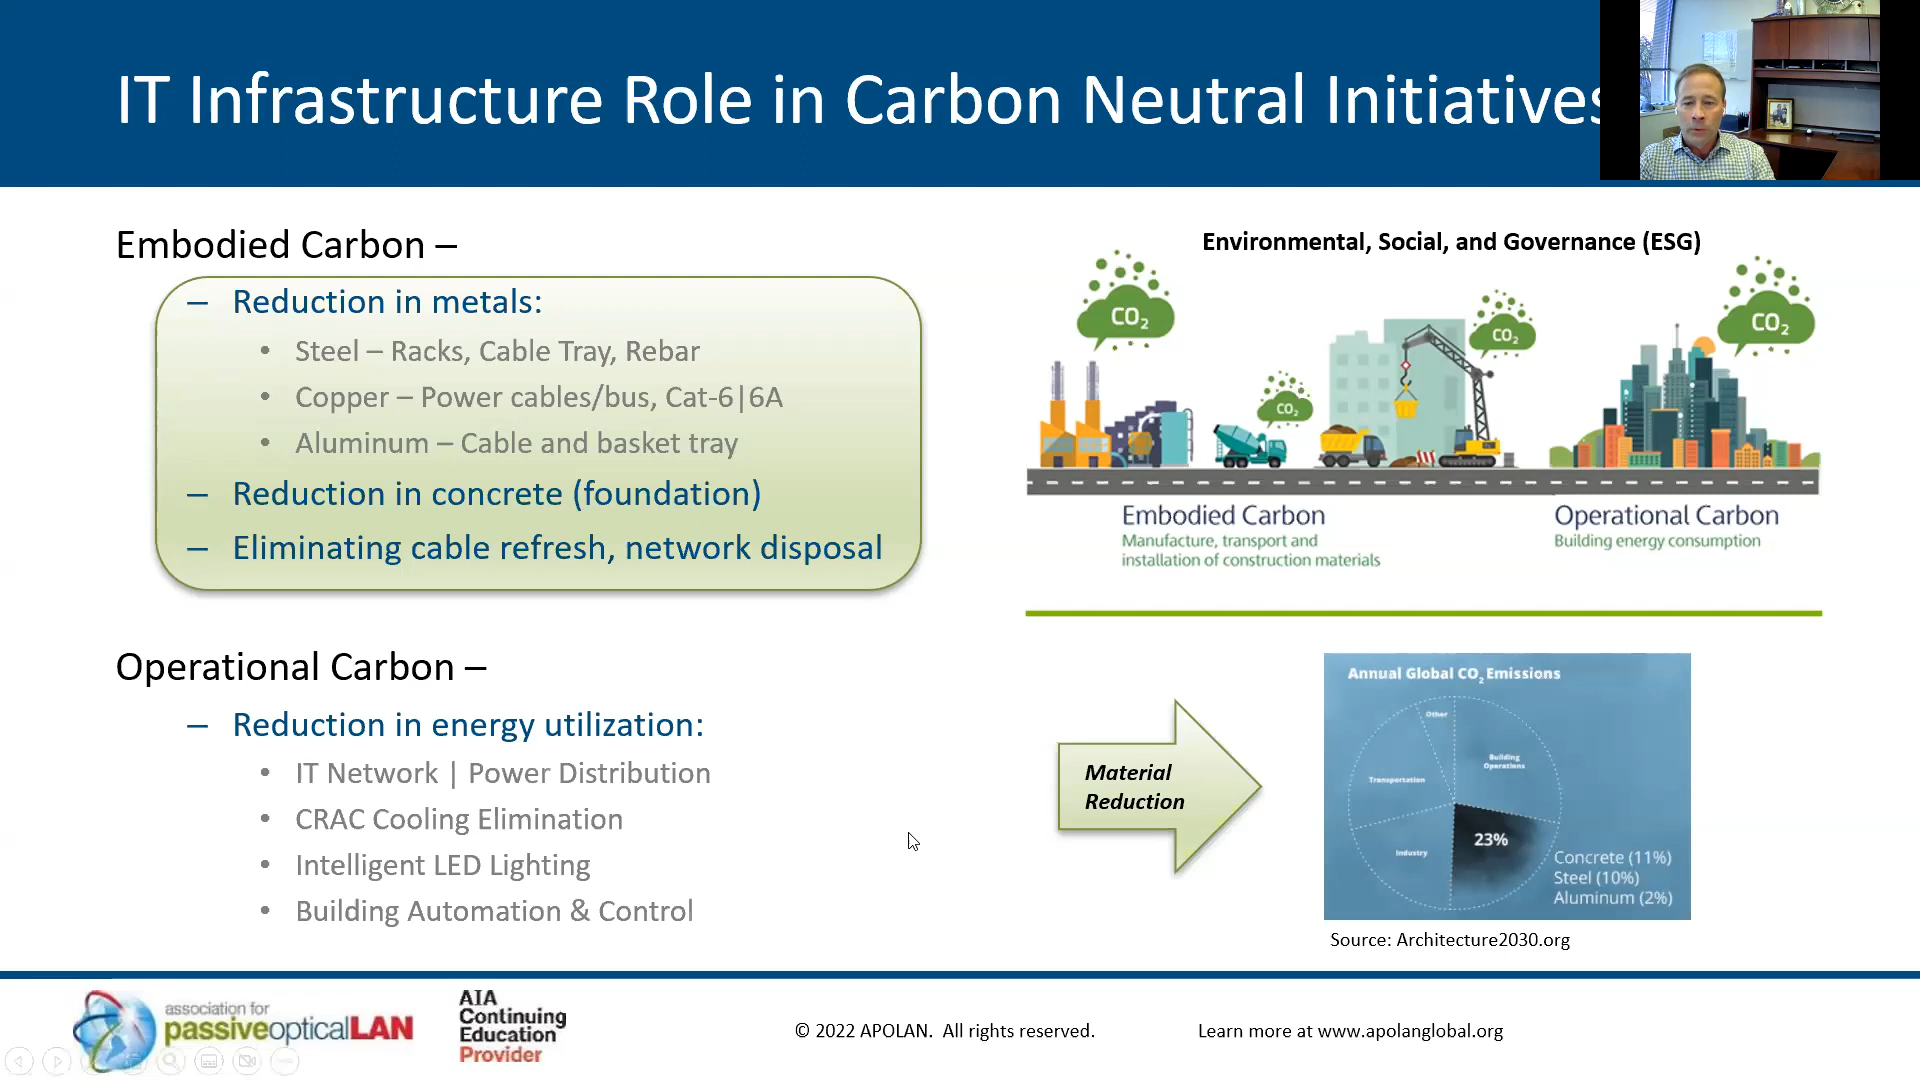 IT Infrastructure Role in Carbon Neutral Initiatives
Embodied Carbon –
– Reduction in metals:
• Steel – Racks, Cable Tray, Rebar
• Copper – Power cables/bus, Cat-6|6A
• Aluminum – Cable and basket tray
– Reduction in concrete (foundation)
– Eliminating cable refresh, network disposal
Operational Carbon –
– Reduction in energy utilization:
• IT Network | Power Distribution
• CRAC Cooling Elimination
• Intelligent LED Lighting
• Building Automation & Control
Environmental, Social, and Governance (ESG)
CO₂
CO₂
CO₂
CO₂
Embodied Carbon
Manufacture, transport and
installation of construction materials
Operational Carbon
Building energy consumption
Material
Reduction
Annual Global CO₂ Emissions
Other
Building
Operations
Transportation
23%
Industry
Concrete (11%)
Steel (10%)
Aluminum (2%)
Source: Architecture2030.org
association for
passiveopticalLAN
AIA
Continuing
Education
Provider
© 2022 APOLAN. All rights reserved.
Learn more at www.apolanglobal.org